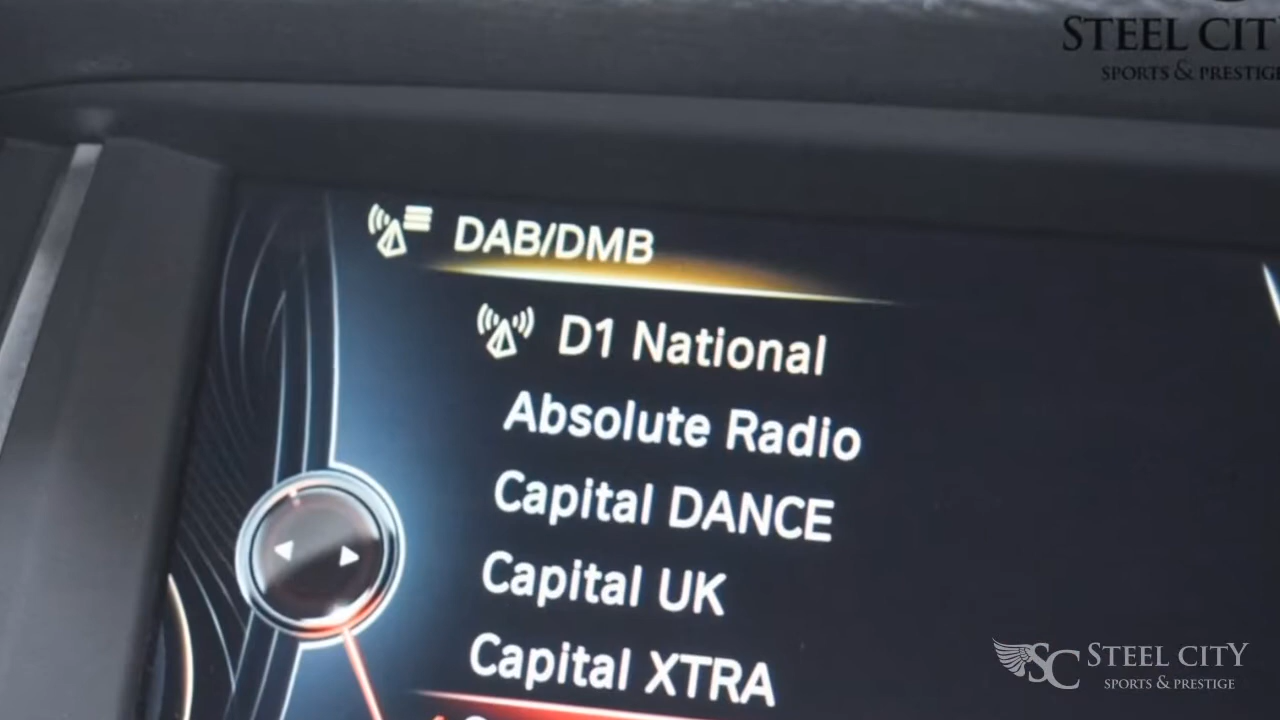 STEEL CIT
SPORTS & PRESTIGE
DAB/DMB
D1 National
Absolute Radio
Capital DANCE
Capital UK
Capital XTRA
SC STEEL CITY
SPORTS & PRESTIGE